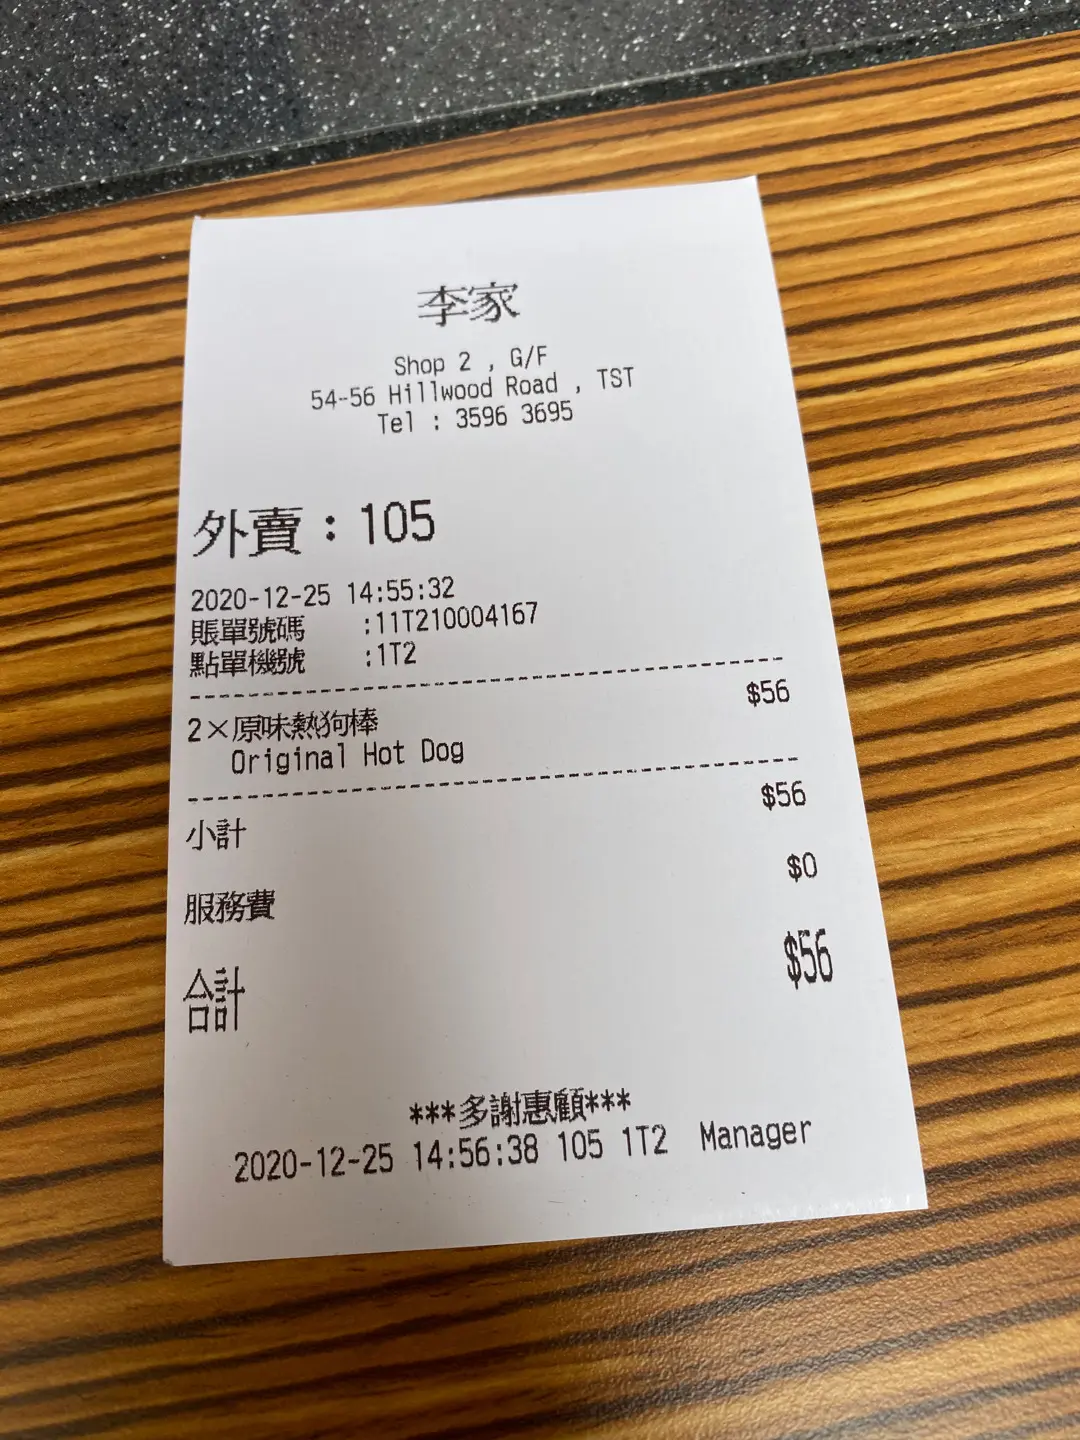 李家
Shop 2 , G/F
54-56 Hillwood Road , TST
Tel : 3596 3695
外賣：105
2020-12-25 14:55:32
賬單號碼 :11T210004167
點單機號 :1T2
2×原味熱狗棒 $56
Original Hot Dog
小計 $56
服務費 $0
合計 $56
***多謝惠顧***
2020-12-25 14:56:38 105 1T2 Manager